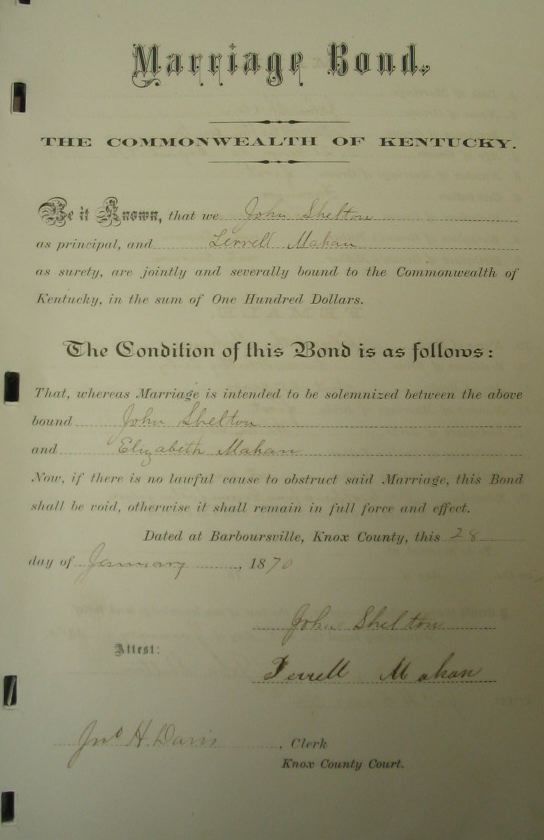 Marriage Bond.
THE COMMONWEALTH OF KENTUCKY.
Be it Known, that we John Shelton
as principal, and Ferrell Mahan
as surety, are jointly and severally bound to the Commonwealth of
Kentucky, in the sum of One Hundred Dollars.
The Condition of this Bond is as follows:
That, whereas Marriage is intended to be solemnized between the above
bound John Shelton
and Elizabeth Mahan
Now, if there is no lawful cause to obstruct said Marriage, this Bond
shall be void, otherwise it shall remain in full force and effect.
Dated at Barboursville, Knox County, this 28
day of January, 1870
John Shelton
Attest:
Ferrell Mahan
Jno H. Davis, Clerk
Knox County Court.